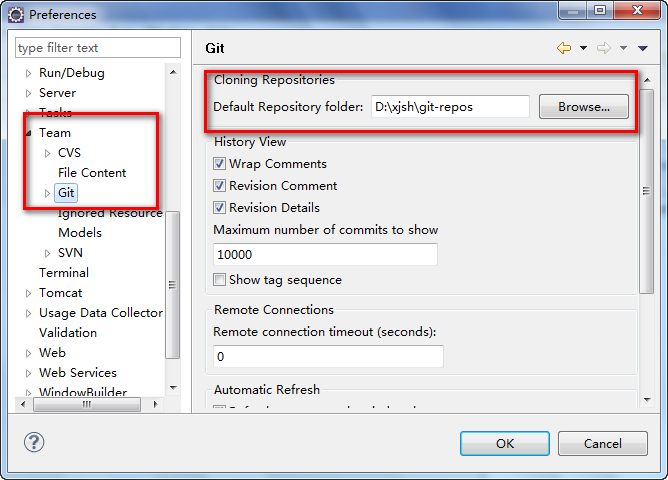 Preferences
type filter text
Run/Debug
Server
Tasks
Team
CVS
File Content
Git
Ignored Resource
Models
SVN
Terminal
Tomcat
Usage Data Collector
Validation
Web
Web Services
WindowBuilder
Git
Cloning Repositories
Default Repository folder: D:\xjsh\git-repos Browse...
History View
Wrap Comments
Revision Comment
Revision Details
Maximum number of commits to show
10000
Show tag sequence
Remote Connections
Remote connection timeout (seconds):
0
Automatic Refresh
OK Cancel